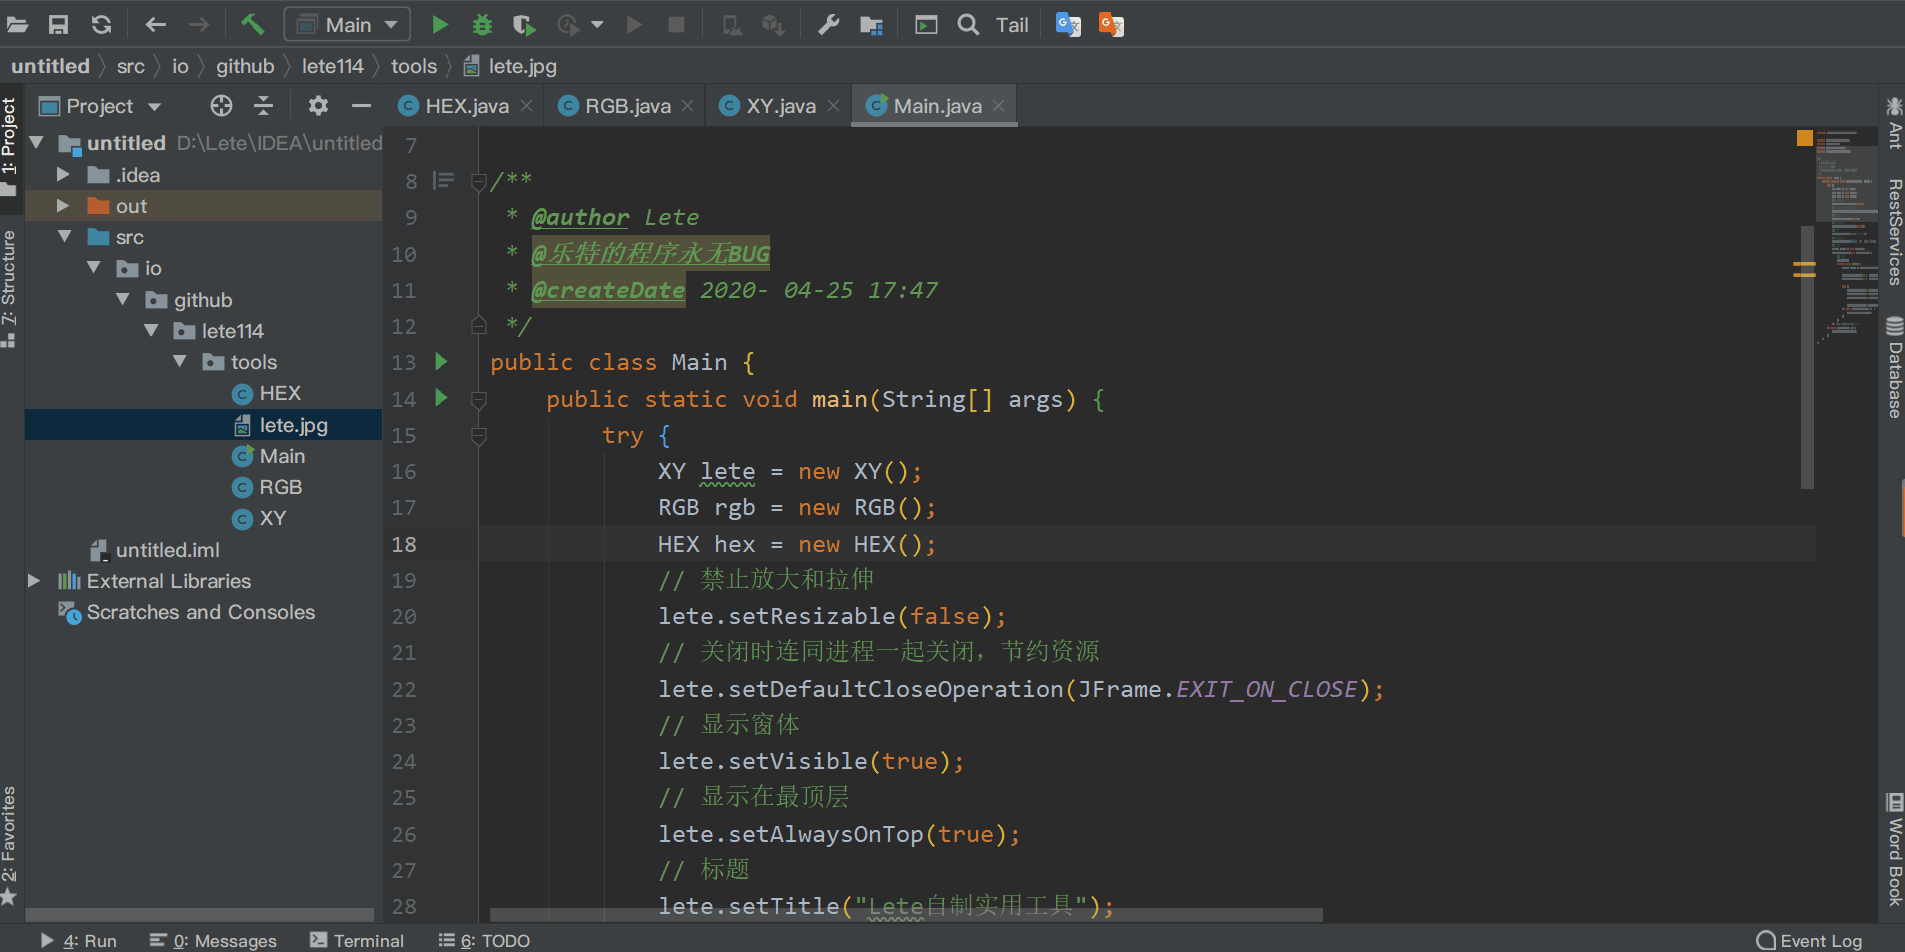 Main
Tail
untitled src io github lete114 tools lete.jpg
Project
HEX.java
RGB.java
XY.java
Main.java
1: Project
7: Structure
2: Favorites
untitled D:\Lete\IDEA\untitled
.idea
out
src
io
github
lete114
tools
HEX
lete.jpg
Main
RGB
XY
untitled.iml
External Libraries
Scratches and Consoles
7
8 /**
9 * @author Lete
10 * @乐特的程序永无BUG
11 * @createDate 2020- 04-25 17:47
12 */
13 public class Main {
14 public static void main(String[] args) {
15 try {
16 XY lete = new XY();
17 RGB rgb = new RGB();
18 HEX hex = new HEX();
19 // 禁止放大和拉伸
20 lete.setResizable(false);
21 // 关闭时连同进程一起关闭，节约资源
22 lete.setDefaultCloseOperation(JFrame.EXIT_ON_CLOSE);
23 // 显示窗体
24 lete.setVisible(true);
25 // 显示在最顶层
26 lete.setAlwaysOnTop(true);
27 // 标题
28 lete.setTitle("Lete自制实用工具");
Ant
RestServices
Database
Word Book
4: Run
0: Messages
Terminal
6: TODO
Event Log